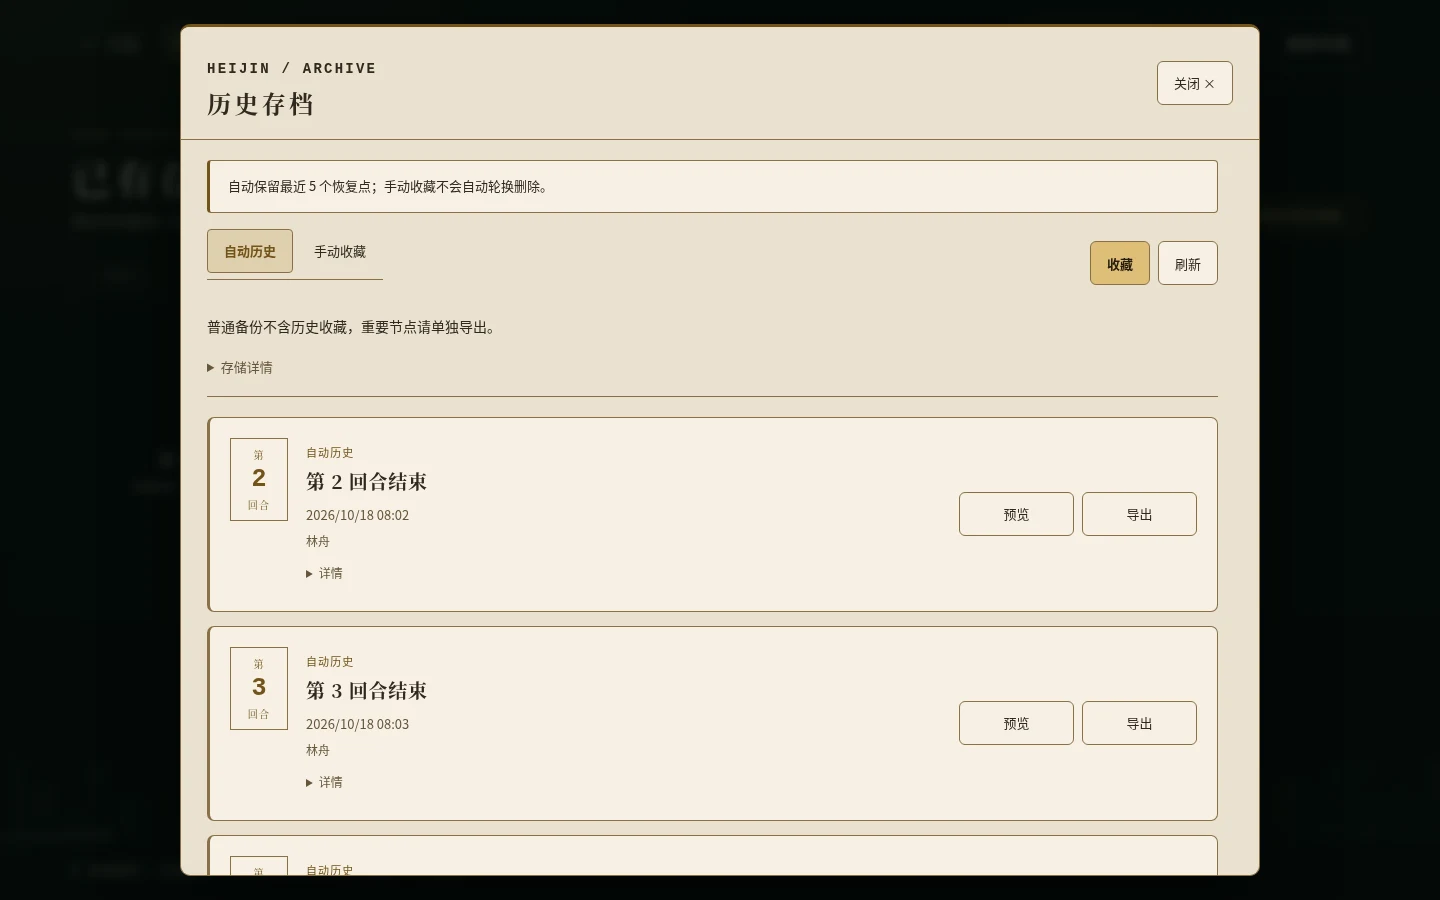 HEIJIN / ARCHIVE
历史存档
关闭 ×
自动保留最近 5 个恢复点；手动收藏不会自动轮换删除。
自动历史
手动收藏
收藏
刷新
普通备份不含历史收藏，重要节点请单独导出。
▶ 存储详情
第
2
回合
自动历史
第 2 回合结束
2026/10/18 08:02
林舟
▶ 详情
预览
导出
第
3
回合
自动历史
第 3 回合结束
2026/10/18 08:03
林舟
▶ 详情
预览
导出
第
自动历史